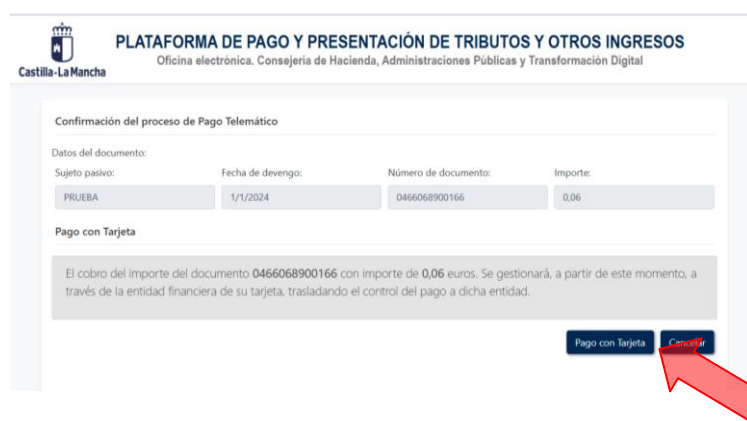 PLATAFORMA DE PAGO Y PRESENTACIÓN DE TRIBUTOS Y OTROS INGRESOS
Oficina electrónica. Consejería de Hacienda, Administraciones Públicas y Transformación Digital
Castilla-La Mancha
Confirmación del proceso de Pago Telemático
Datos del documento:
Sujeto pasivo: Fecha de devengo: Número de documento: Importe:
PRUEBA 1/1/2024 0466068900166 0,06
Pago con Tarjeta
El cobro del importe del documento 0466068900166 con importe de 0,06 euros. Se gestionará, a partir de este momento, a
través de la entidad financiera de su tarjeta, trasladando el control del pago a dicha entidad.
Pago con Tarjeta Cancelar